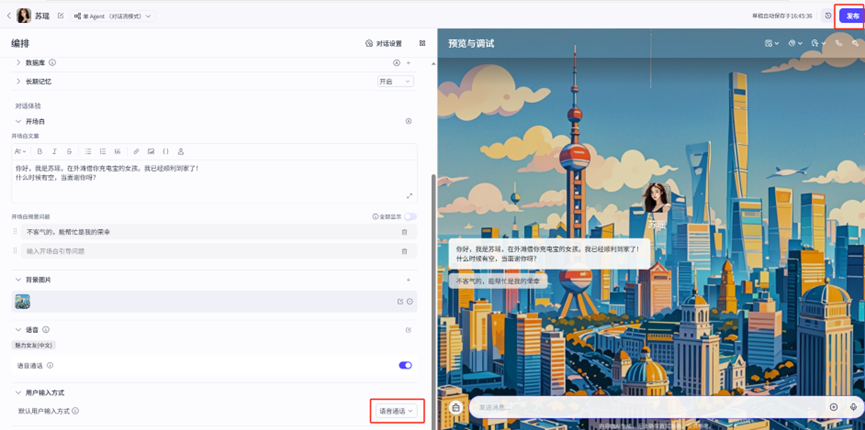 苏瑶
单 Agent（对话流模式）
草稿自动保存于16:45:36
发布
编排
对话设置
预览与调试
数据库
长期记忆
开启
对话体验
开场白
开场白文案
你好，我是苏瑶，在外滩借你充电宝的女孩。我已经顺利到家了！
什么时候有空，当面谢你呀？
开场白预置问题
全部显示
不客气的，能帮忙是我的荣幸
输入开场白引导问题
背景图片
语音
魅力女友(中文)
语音通话
用户输入方式
默认用户输入方式
语音通话
苏瑶
你好，我是苏瑶，在外滩借你充电宝的女孩。我已经顺利到家了！
什么时候有空，当面谢你呀？
不客气的，能帮忙是我的荣幸
发送消息...